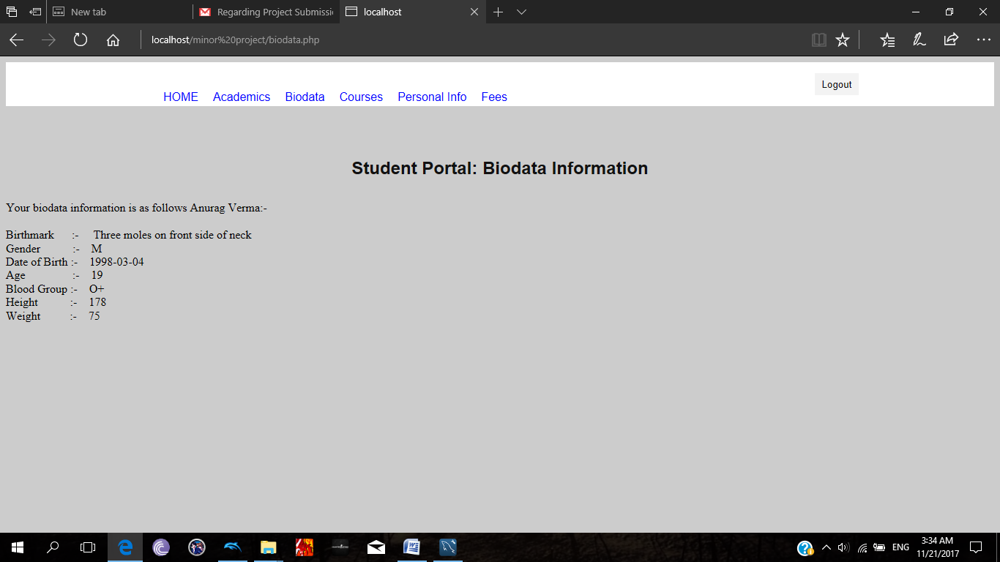 New tab
Regarding Project Submissi
localhost
localhost/minor%20project/biodata.php
HOME Academics Biodata Courses Personal Info Fees
Logout
Student Portal: Biodata Information
Your biodata information is as follows Anurag Verma:-
Birthmark :- Three moles on front side of neck
Gender :- M
Date of Birth :- 1998-03-04
Age :- 19
Blood Group :- O+
Height :- 178
Weight :- 75
ENG
3:34 AM
11/21/2017